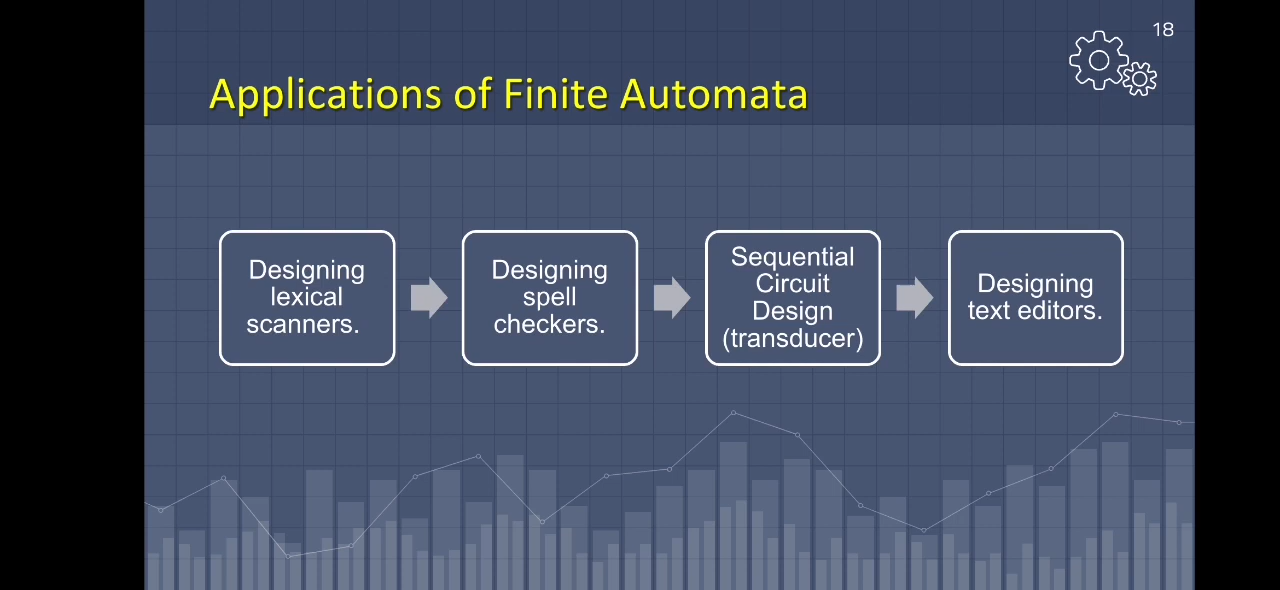 18
Applications of Finite Automata
Designing
lexical
scanners.
Designing
spell
checkers.
Sequential
Circuit
Design
(transducer)
Designing
text editors.